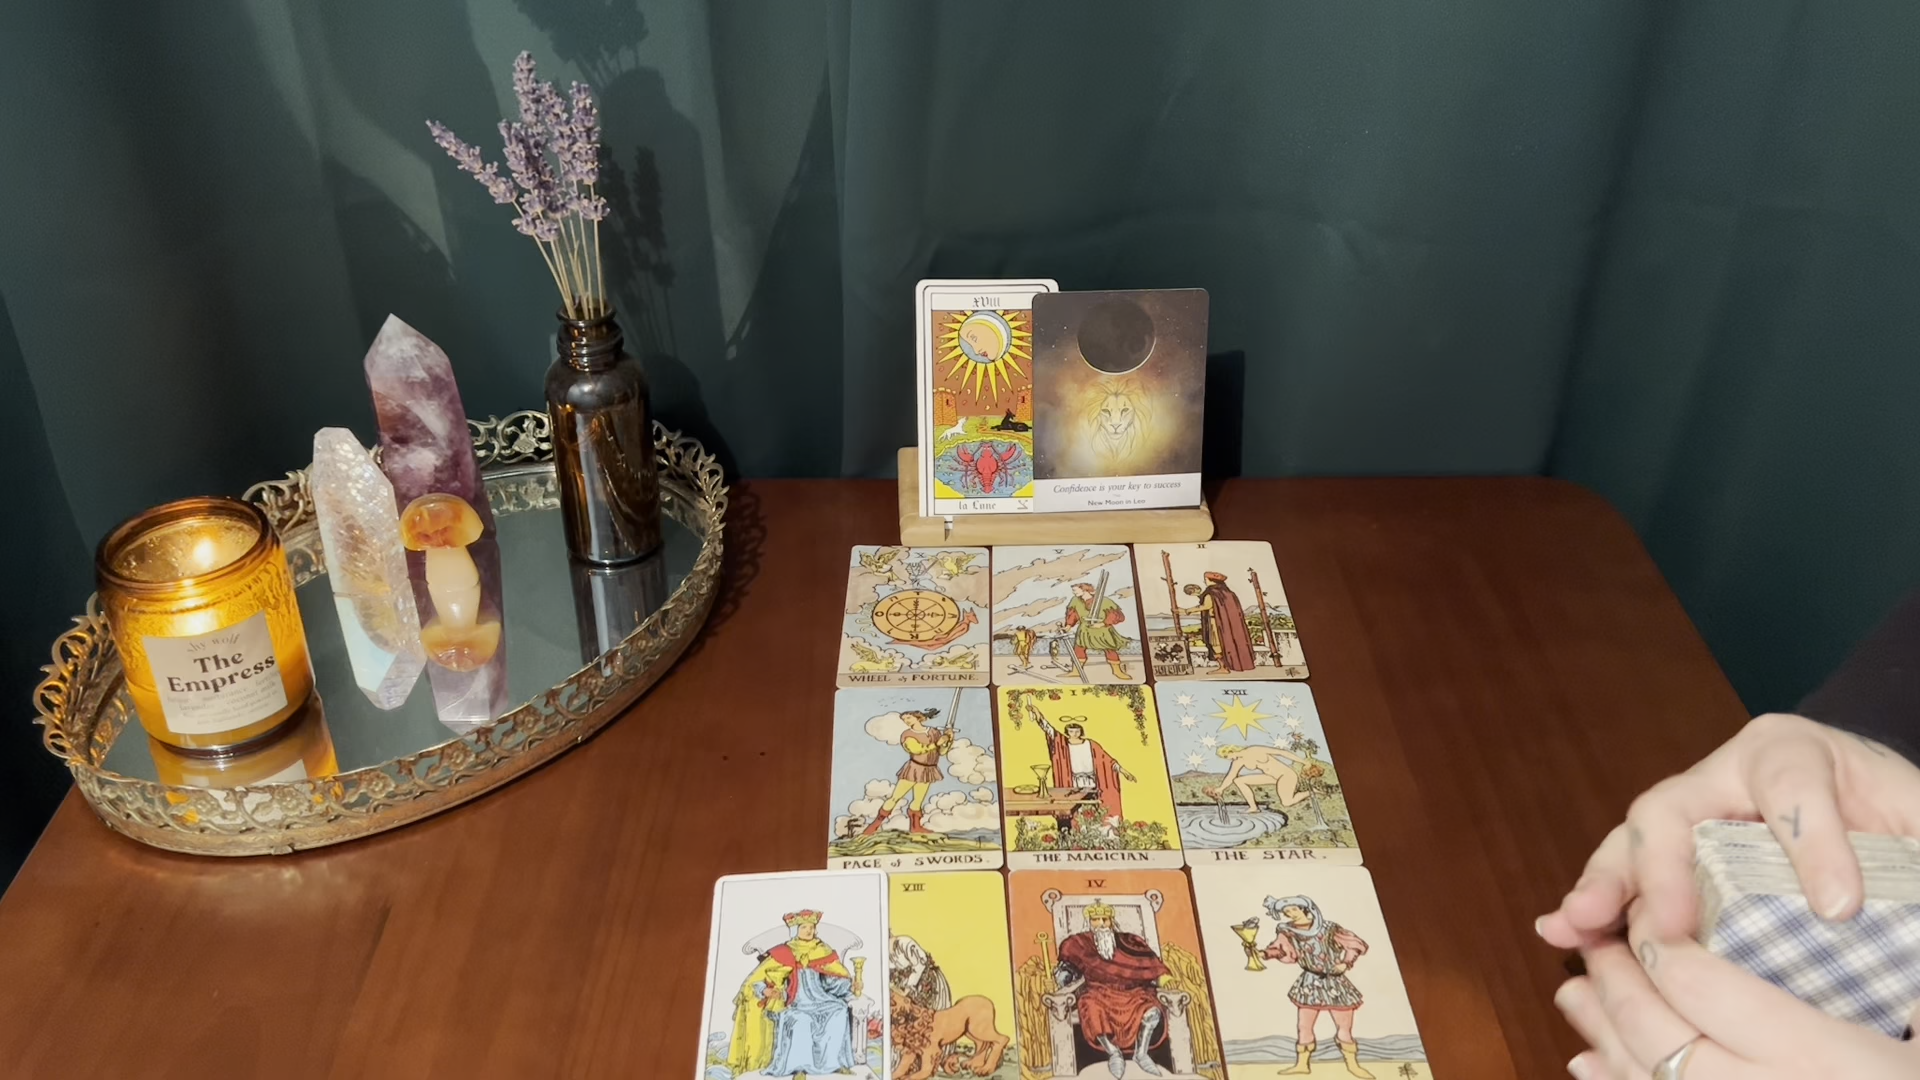 XVIII
la Lune
Confidence is your key to success
New Moon in Leo
X
WHEEL of FORTUNE.
V
II
PAGE of SWORDS.
I
THE MAGICIAN.
XVII
THE STAR.
VIII
IV
The
Empress